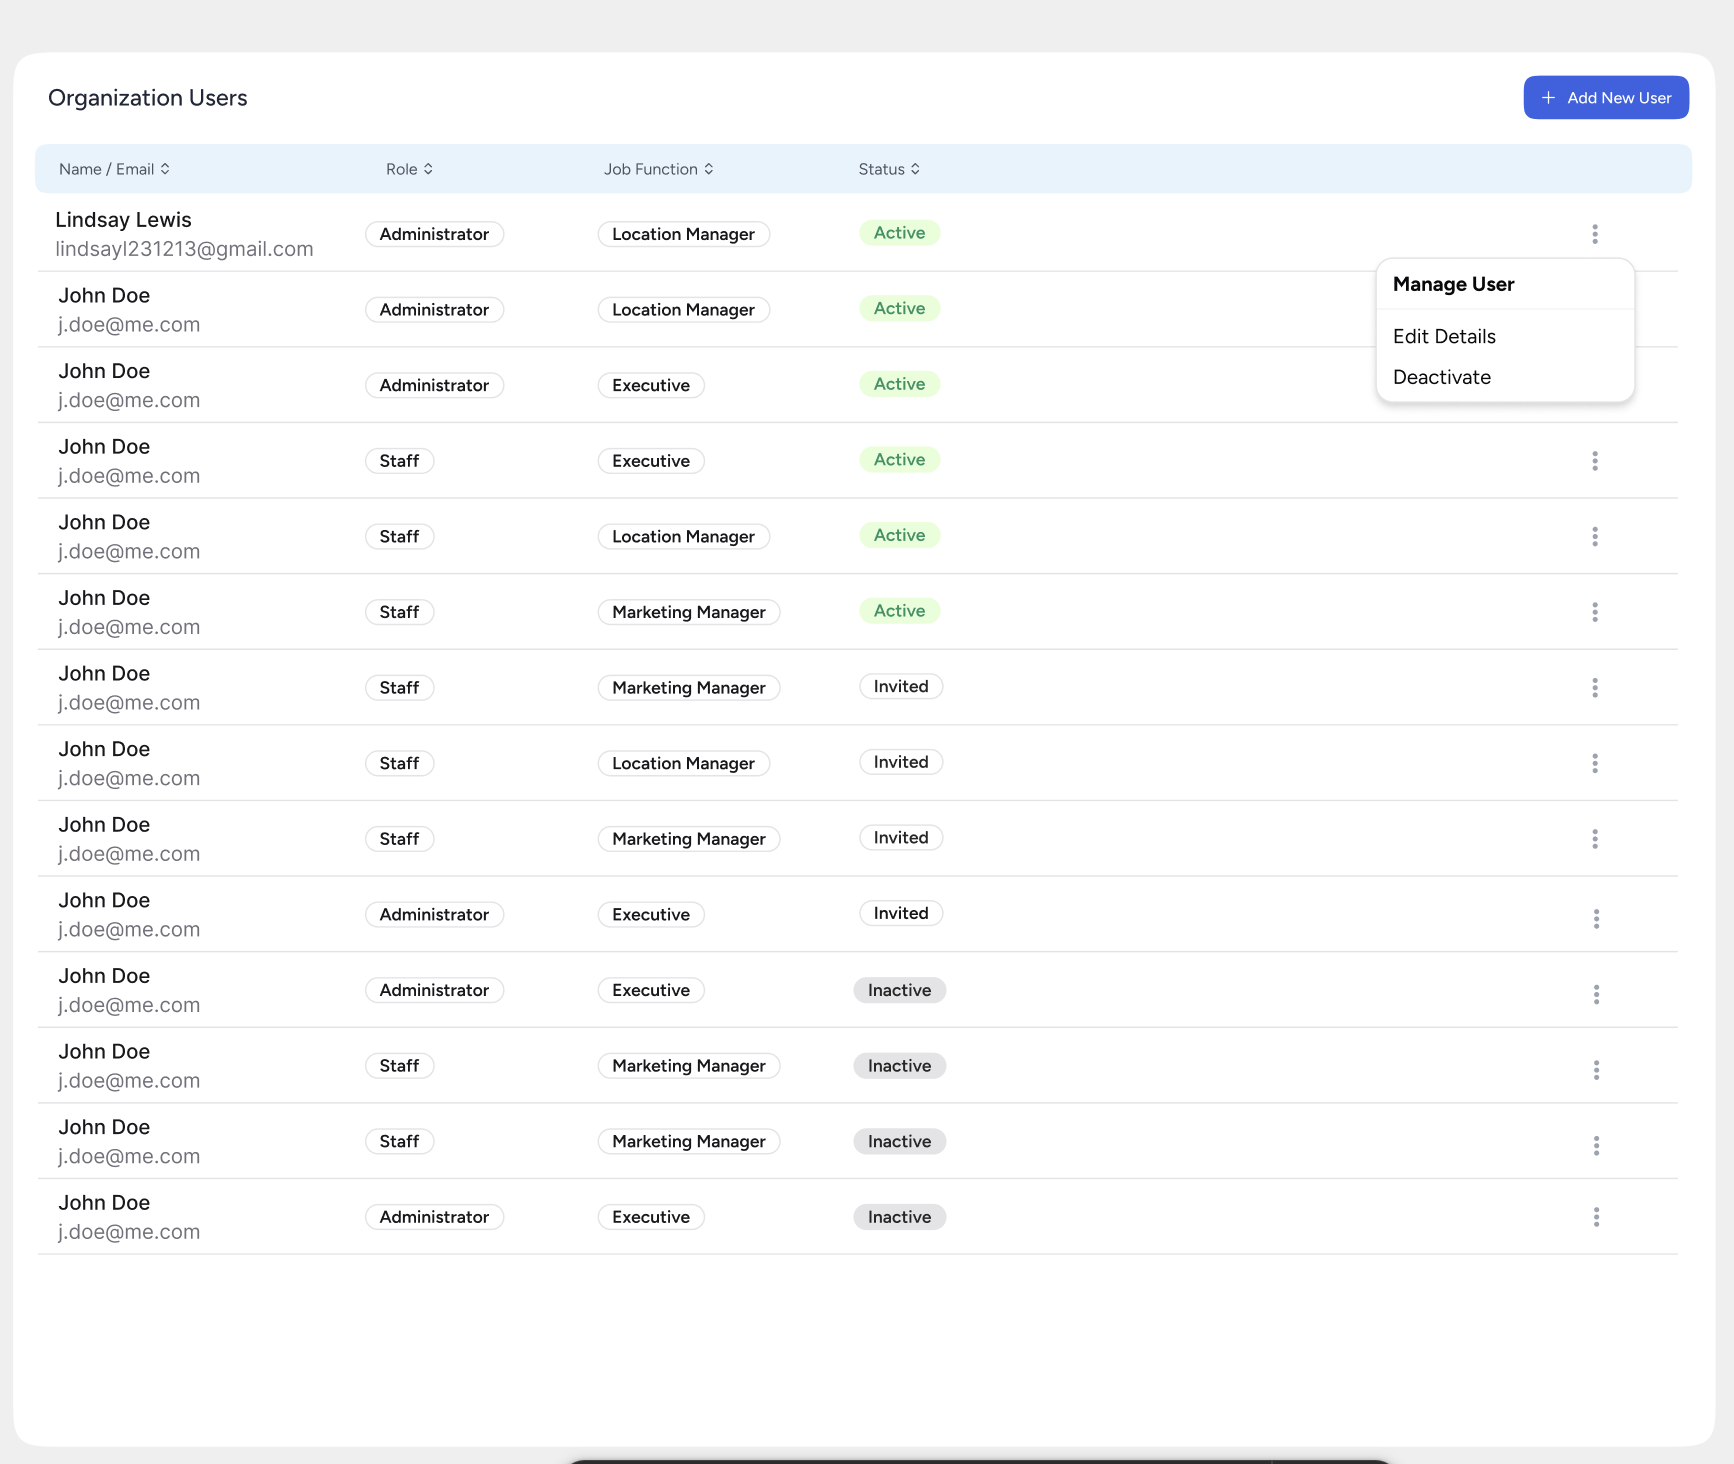 Organization Users
+ Add New User
Name / Email Role Job Function Status
Lindsay Lewis
lindsayl231213@gmail.com
Administrator Location Manager Active
Manage User
Edit Details
Deactivate
John Doe
j.doe@me.com
Administrator Location Manager Active
John Doe
j.doe@me.com
Administrator Executive Active
John Doe
j.doe@me.com
Staff Executive Active
John Doe
j.doe@me.com
Staff Location Manager Active
John Doe
j.doe@me.com
Staff Marketing Manager Active
John Doe
j.doe@me.com
Staff Marketing Manager Invited
John Doe
j.doe@me.com
Staff Location Manager Invited
John Doe
j.doe@me.com
Staff Marketing Manager Invited
John Doe
j.doe@me.com
Administrator Executive Invited
John Doe
j.doe@me.com
Administrator Executive Inactive
John Doe
j.doe@me.com
Staff Marketing Manager Inactive
John Doe
j.doe@me.com
Staff Marketing Manager Inactive
John Doe
j.doe@me.com
Administrator Executive Inactive